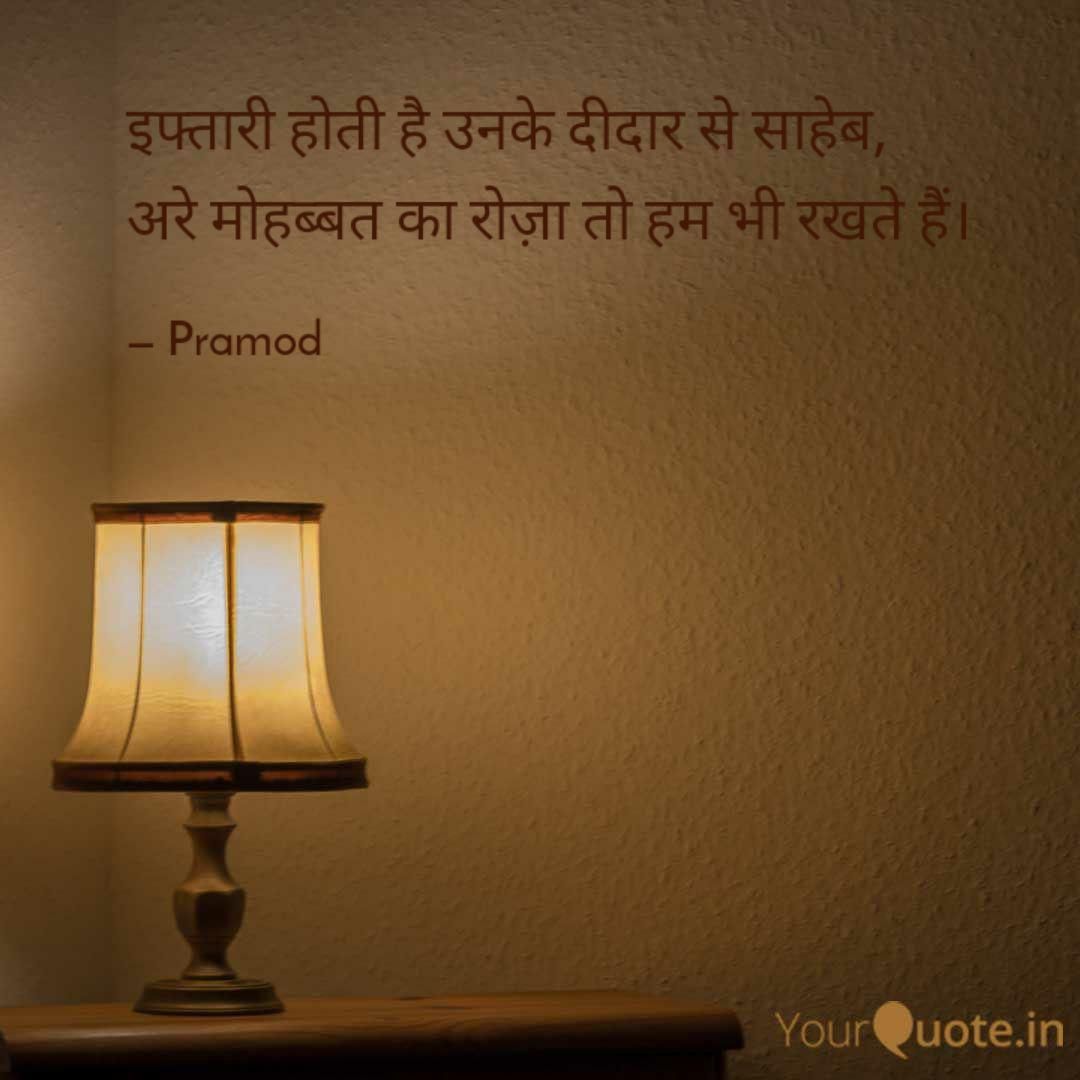 इफ्तारी होती है उनके दीदार से साहेब,
अरे मोहब्बत का रोज़ा तो हम भी रखते हैं।
– Pramod
YourQuote.in